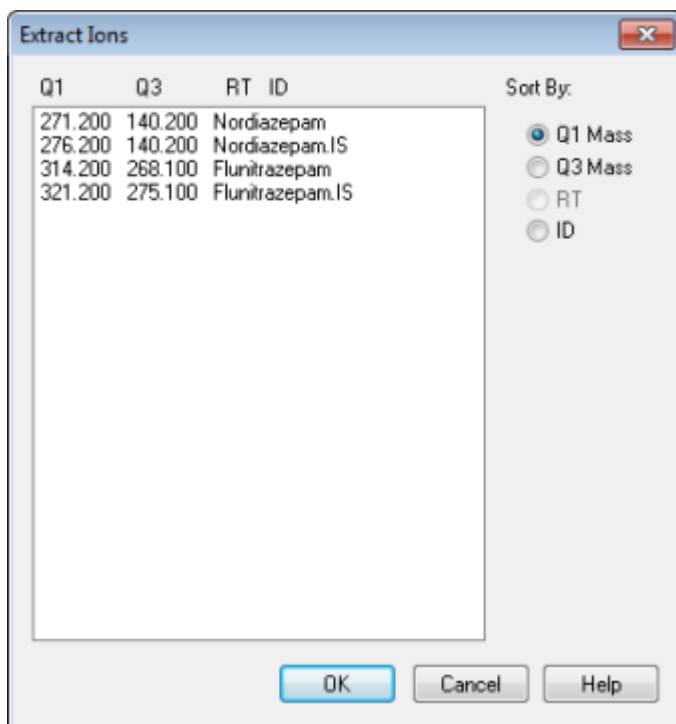 Extract Ions
Q1 Q3 RT ID
271.200 140.200 Nordiazepam
276.200 140.200 Nordiazepam.IS
314.200 268.100 Flunitrazepam
321.200 275.100 Flunitrazepam.IS
Sort By:
Q1 Mass
Q3 Mass
RT
ID
OK Cancel Help